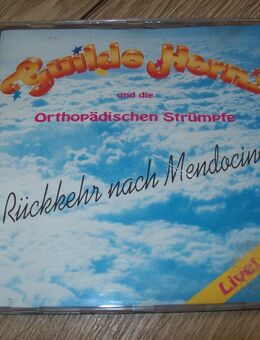 Guildo Horn
und die
Orthopädischen Strümpfe
Rückkehr nach Mendocino
Live!